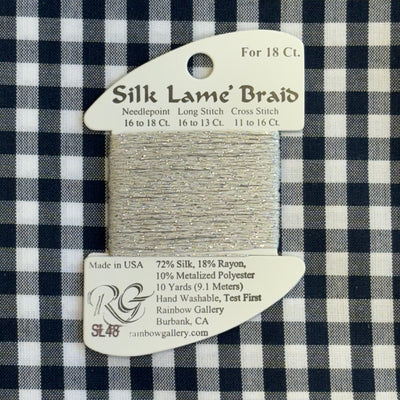 For 18 Ct.
Silk Lamé Braid
Needlepoint Long Stitch Cross Stitch
16 to 18 Ct. 16 to 13 Ct. 11 to 16 Ct.
Made in USA
72% Silk, 18% Rayon,
10% Metalized Polyester
10 Yards (9.1 Meters)
Hand Washable, Test First
Rainbow Gallery
Burbank, CA
rainbowgallery.com
RG
SL48